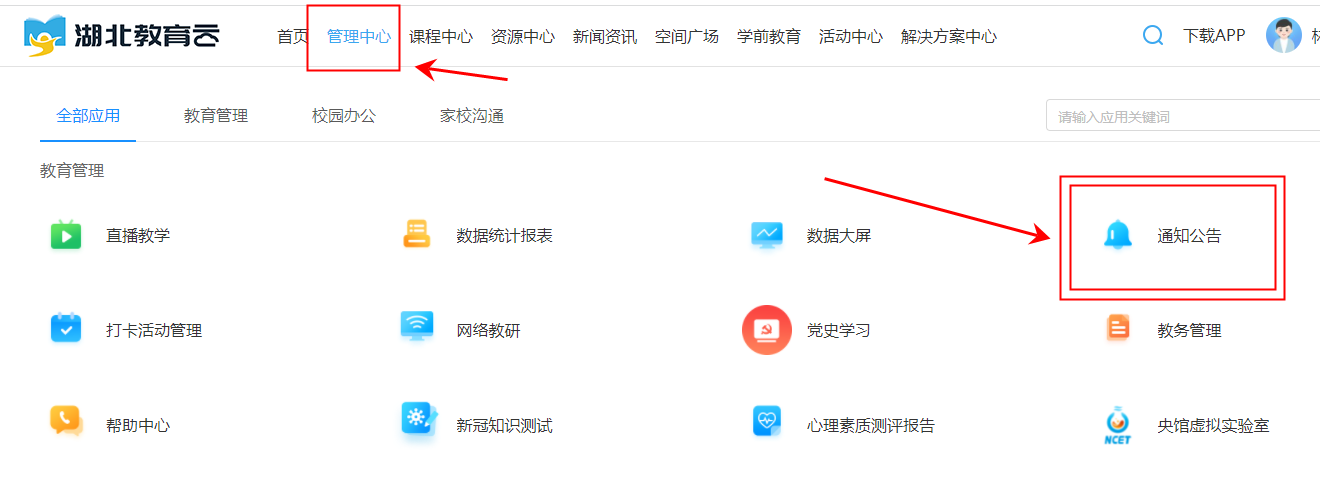 湖北教育云 首页 管理中心 课程中心 资源中心 新闻资讯 空间广场 学前教育 活动中心 解决方案中心 下载APP
全部应用 教育管理 校园办公 家校沟通 请输入应用关键词
教育管理
直播教学 数据统计报表 数据大屏 通知公告
打卡活动管理 网络教研 党史学习 教务管理
帮助中心 新冠知识测试 心理素质测评报告 央馆虚拟实验室
NCET